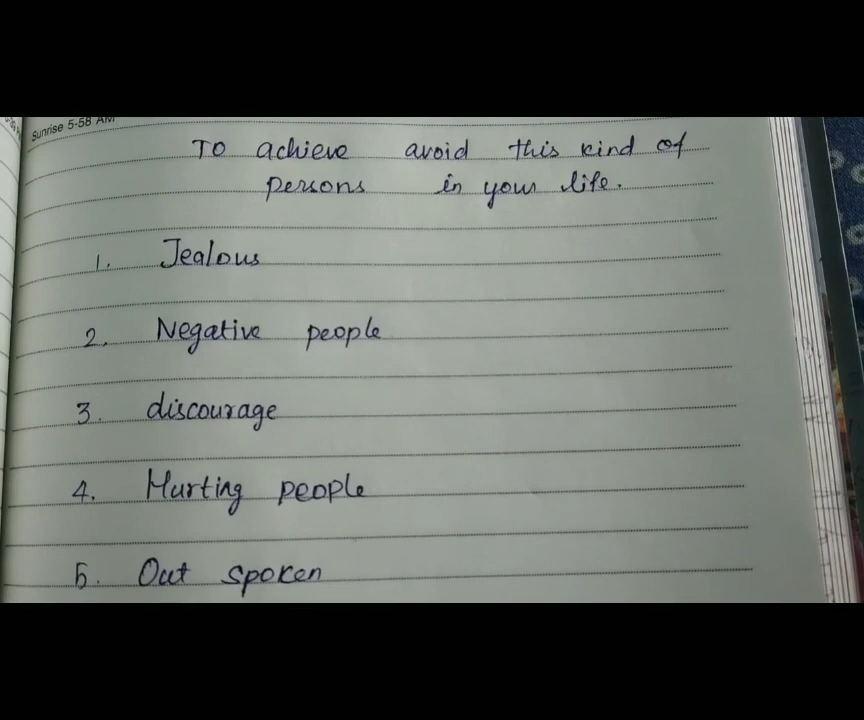 Sunrise 5-58 AM
To achieve avoid this kind of
persons in your life.
1. Jealous
2. Negative people
3. discourage
4. Hurting people
5. Out spoken